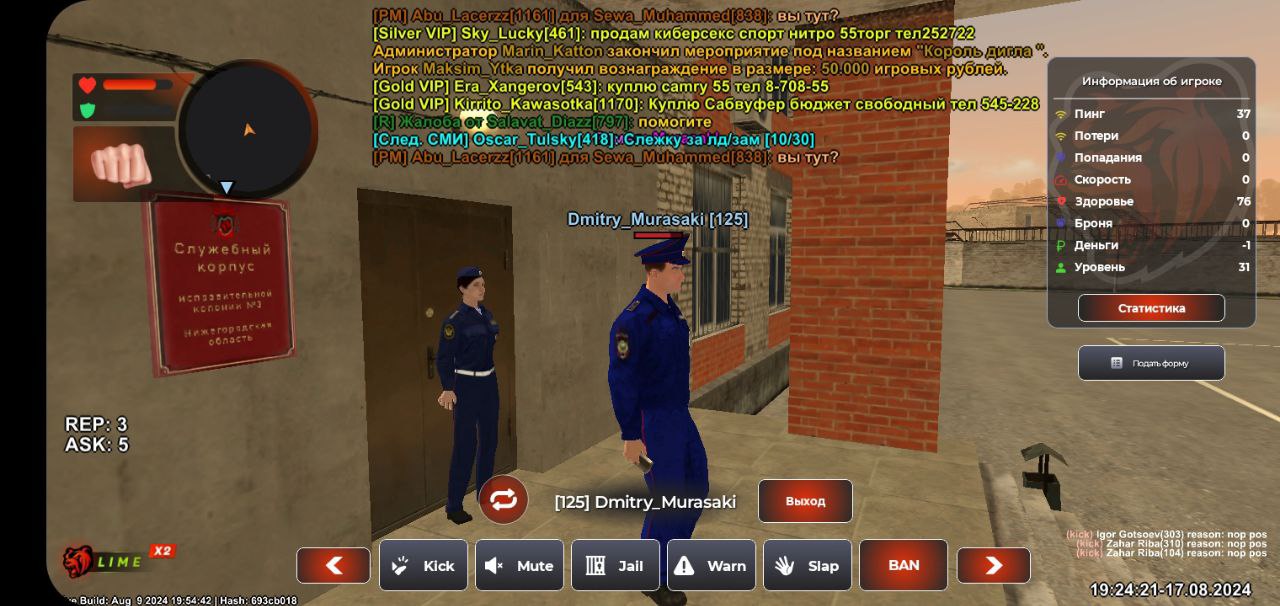 [PM] Abu_Lacerzz[1161] для Sewa_Muhammed[838]: вы тут?
[Silver VIP] Sky_Lucky[461]: продам киберсекс спорт нитро 55торг тел252722
Администратор Marin_Katton закончил мероприятие под названием "Король дигла ".
Игрок Maksim_Ytka получил вознаграждение в размере: 50.000 игровых рублей.
[Gold VIP] Era_Xangerov[543]: куплю camry 55 тел 8-708-55
[Gold VIP] Kirrito_Kawasotka[1170]: Куплю Сабвуфер бюджет свободный тел 545-228
[R] Жалоба от Salavat_Diazz[797]: помогите
[След. СМИ] Oscar_Tulsky[418]: Слежку за лд/зам [10/30]
[PM] Abu_Lacerzz[1161] для Sewa_Muhammed[838]: вы тут?
Информация об игроке
Пинг 37
Потери 0
Попадания 0
Скорость 0
Здоровье 76
Броня 0
Деньги -1
Уровень 31
Статистика
Подать форму
Служебный
корпус
исправительной
колонии №3
Нижегородская
область
Dmitry_Murasaki [125]
REP: 3
ASK: 5
[125] Dmitry_Murasaki
Выход
Kick
Mute
Jail
Warn
Slap
BAN
LIME X2
(kick) Igor Gotsoev(303) reason: nop pos
(kick) Zahar Riba(310) reason: nop pos
(kick) Zahar Riba(104) reason: nop pos
19:24:21-17.08.2024
Build: Aug 9 2024 19:54:42 | Hash: 693cb018